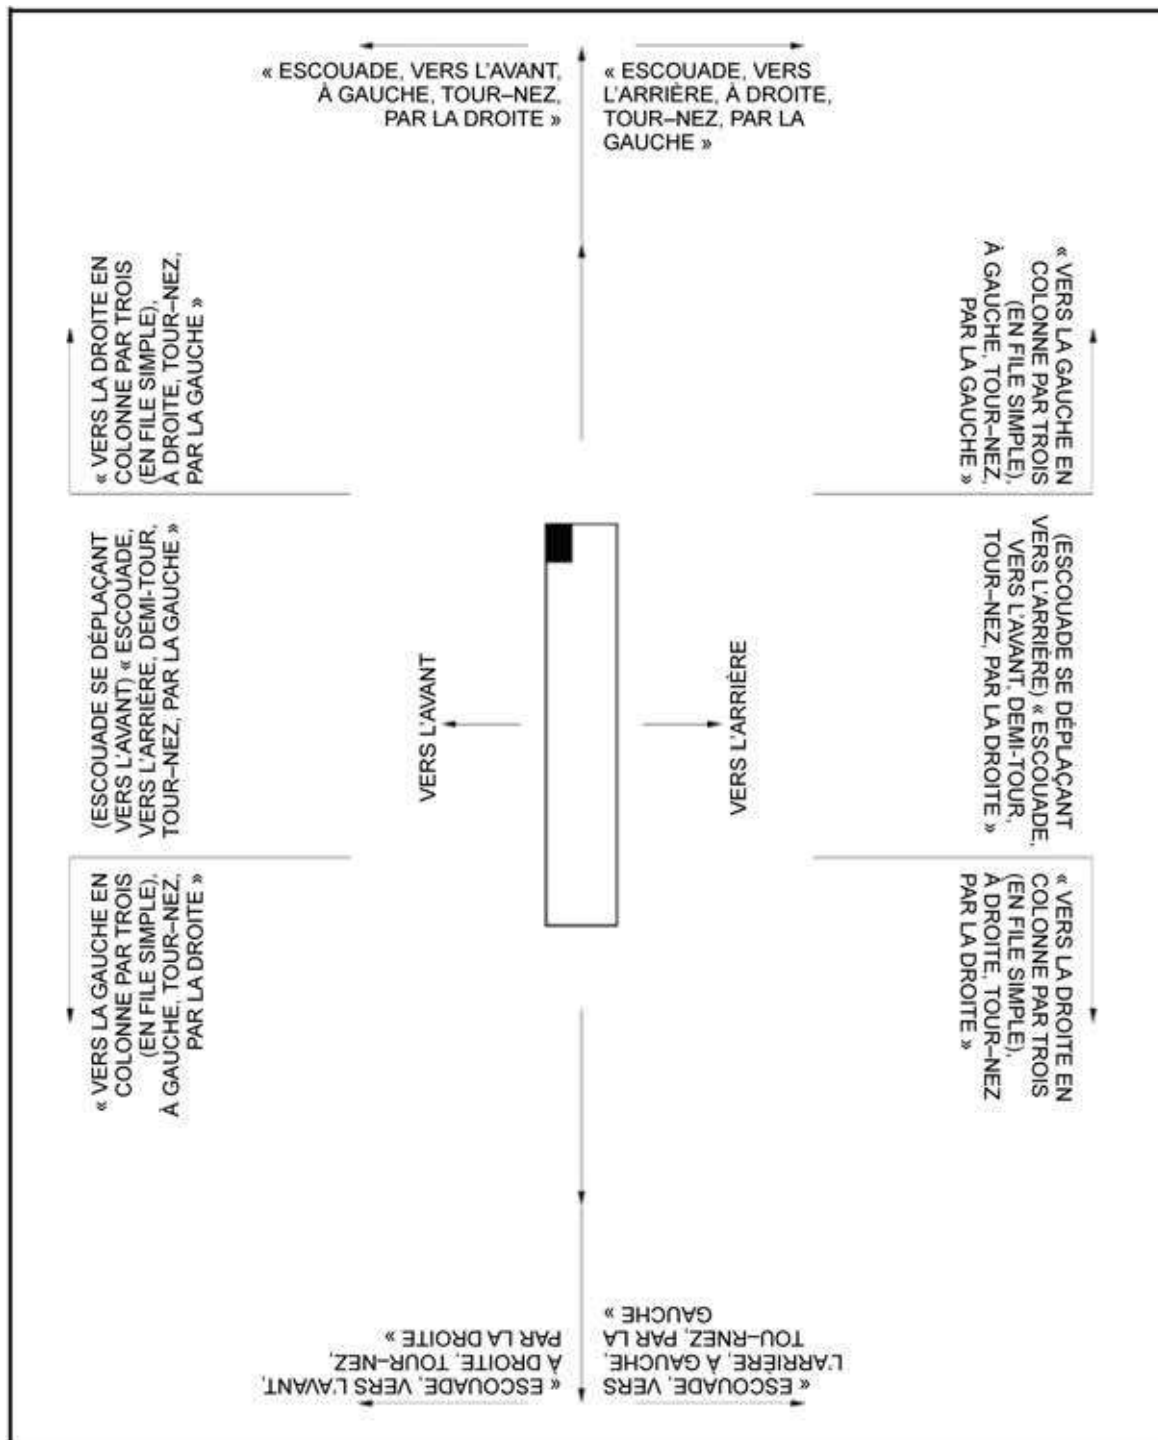 « ESCOUADE, VERS L'AVANT,
À GAUCHE, TOUR–NEZ,
PAR LA DROITE »
« ESCOUADE, VERS
L'ARRIÈRE, À DROITE,
TOUR–NEZ, PAR LA
GAUCHE »
« VERS LA DROITE EN
COLONNE PAR TROIS
(EN FILE SIMPLE),
À DROITE, TOUR–NEZ,
PAR LA GAUCHE »
« VERS LA GAUCHE EN
COLONNE PAR TROIS
(EN FILE SIMPLE),
À GAUCHE, TOUR–NEZ,
PAR LA GAUCHE »
(ESCOUADE SE DÉPLAÇANT
VERS L'AVANT) « ESCOUADE,
VERS L'ARRIÈRE, DEMI-TOUR,
TOUR–NEZ, PAR LA GAUCHE »
VERS L'AVANT
VERS L'ARRIÈRE
(ESCOUADE SE DÉPLAÇANT
VERS L'ARRIÈRE) « ESCOUADE,
VERS L'AVANT, DEMI-TOUR,
TOUR–NEZ, PAR LA DROITE »
« VERS LA GAUCHE EN
COLONNE PAR TROIS
(EN FILE SIMPLE),
À GAUCHE, TOUR–NEZ,
PAR LA DROITE »
« VERS LA DROITE EN
COLONNE PAR TROIS
(EN FILE SIMPLE),
À DROITE, TOUR–NEZ
PAR LA DROITE »
« ESCOUADE, VERS L'AVANT,
À DROITE, TOUR–NEZ,
PAR LA DROITE »
« ESCOUADE, VERS
L'ARRIÈRE, À GAUCHE,
TOU–RNEZ, PAR LA
GAUCHE »